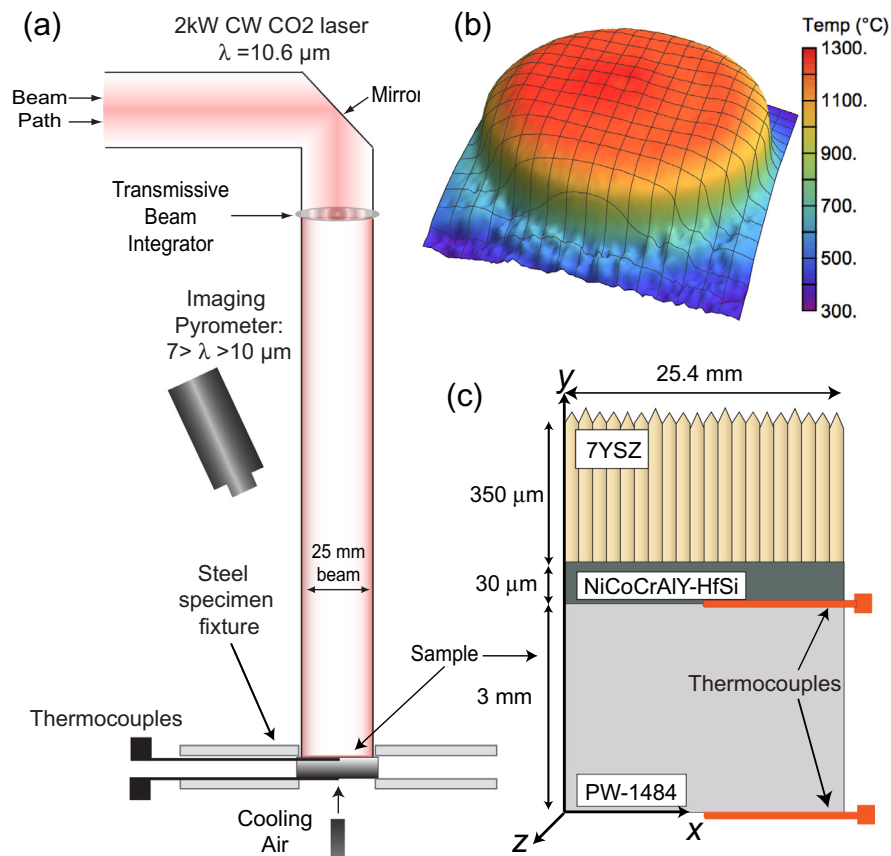 (a)
2kW CW CO2 laser
λ =10.6 µm
Beam
Path
Mirror
Transmissive
Beam
Integrator
Imaging
Pyrometer:
7> λ >10 µm
25 mm
beam
Steel
specimen
fixture
Sample
Thermocouples
Cooling
Air
(b)
Temp (°C)
1300.
1100.
900.
700.
500.
300.
(c)
y
25.4 mm
7YSZ
350 µm
30 µm
NiCoCrAlY-HfSi
3 mm
Thermocouples
PW-1484
x
z